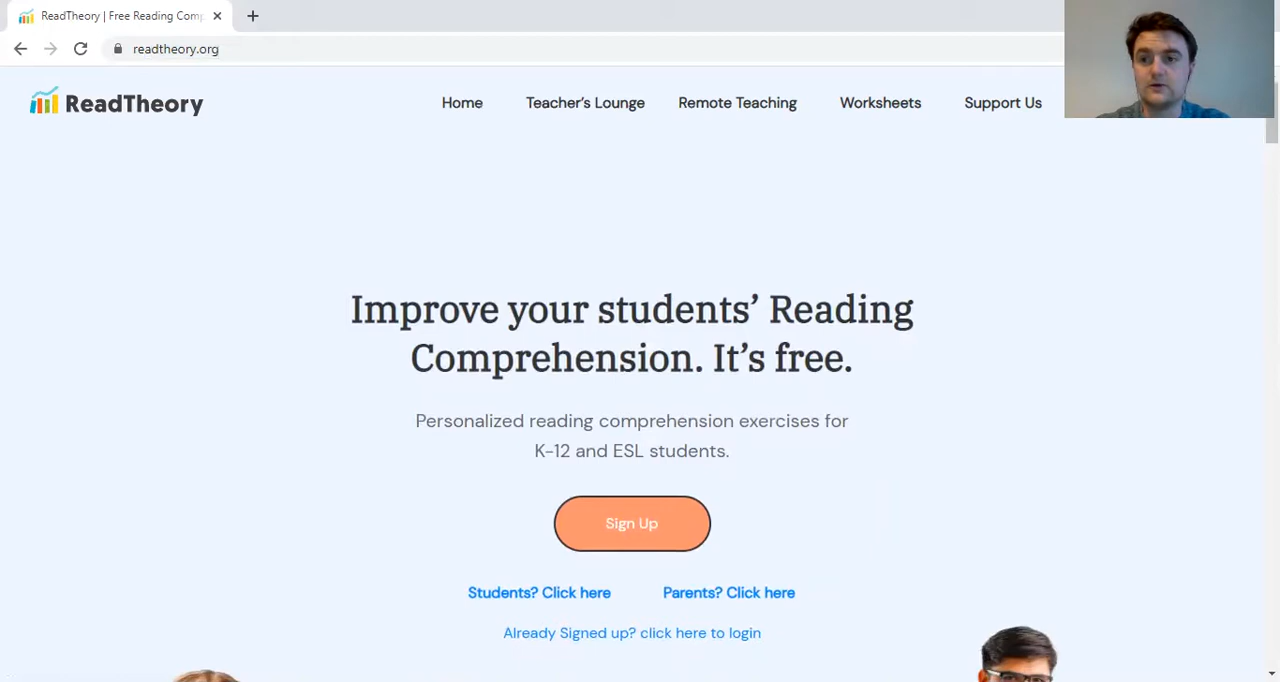 ReadTheory | Free Reading Comp
readtheory.org
ReadTheory
Home
Teacher's Lounge
Remote Teaching
Worksheets
Support Us
Improve your students' Reading
Comprehension. It's free.
Personalized reading comprehension exercises for
K-12 and ESL students.
Sign Up
Students? Click here
Parents? Click here
Already Signed up? click here to login